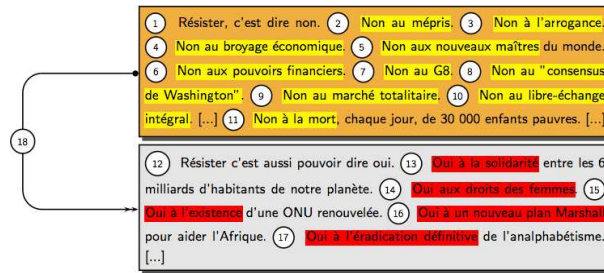 1 Résister, c'est dire non. 2 Non au mépris. 3 Non à l'arrogance.
4 Non au broyage économique. 5 Non aux nouveaux maîtres du monde.
6 Non aux pouvoirs financiers. 7 Non au G8. 8 Non au "consensus
de Washington". 9 Non au marché totalitaire. 10 Non au libre-échange
intégral. [...] 11 Non à la mort, chaque jour, de 30 000 enfants pauvres. [...]
18
12 Résister c'est aussi pouvoir dire oui. 13 Oui à la solidarité entre les 6
milliards d'habitants de notre planète. 14 Oui aux droits des femmes. 15
Oui à l'existence d'une ONU renouvelée. 16 Oui à un nouveau plan Marshall
pour aider l'Afrique. 17 Oui à l'éradication définitive de l'analphabétisme.
[...]